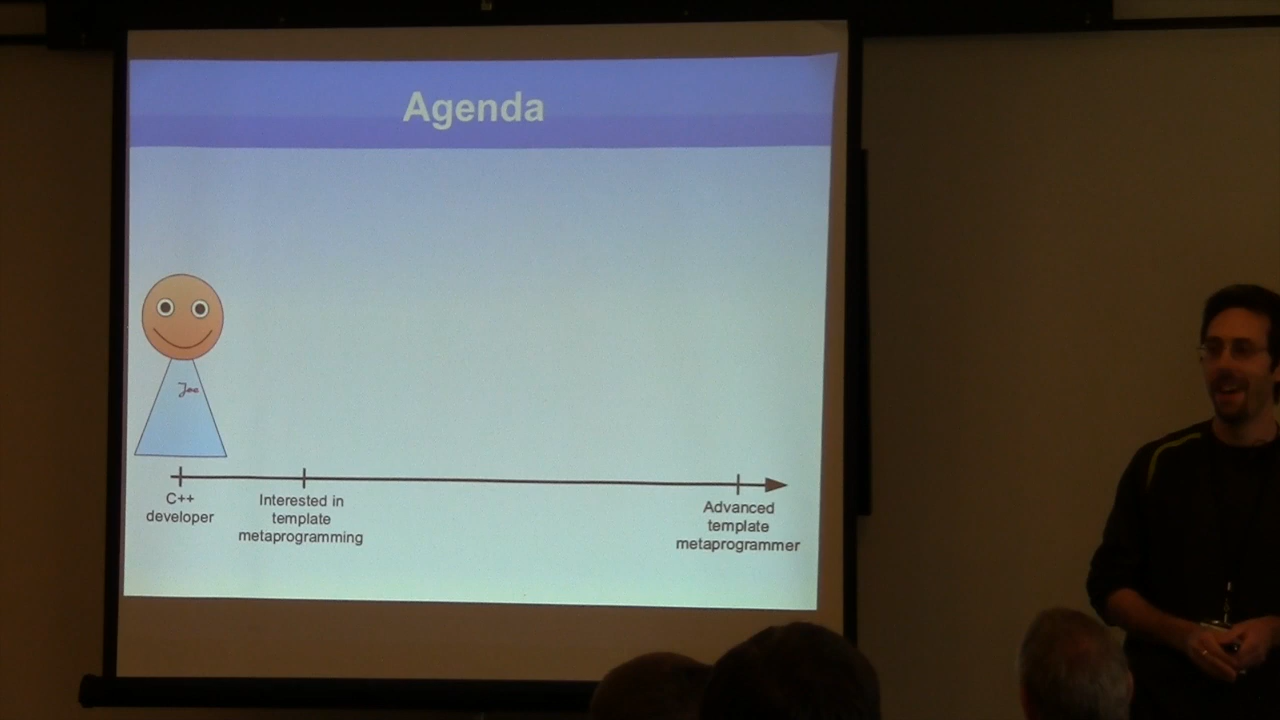 Agenda
Joe
C++
developer
Interested in
template
metaprogramming
Advanced
template
metaprogrammer